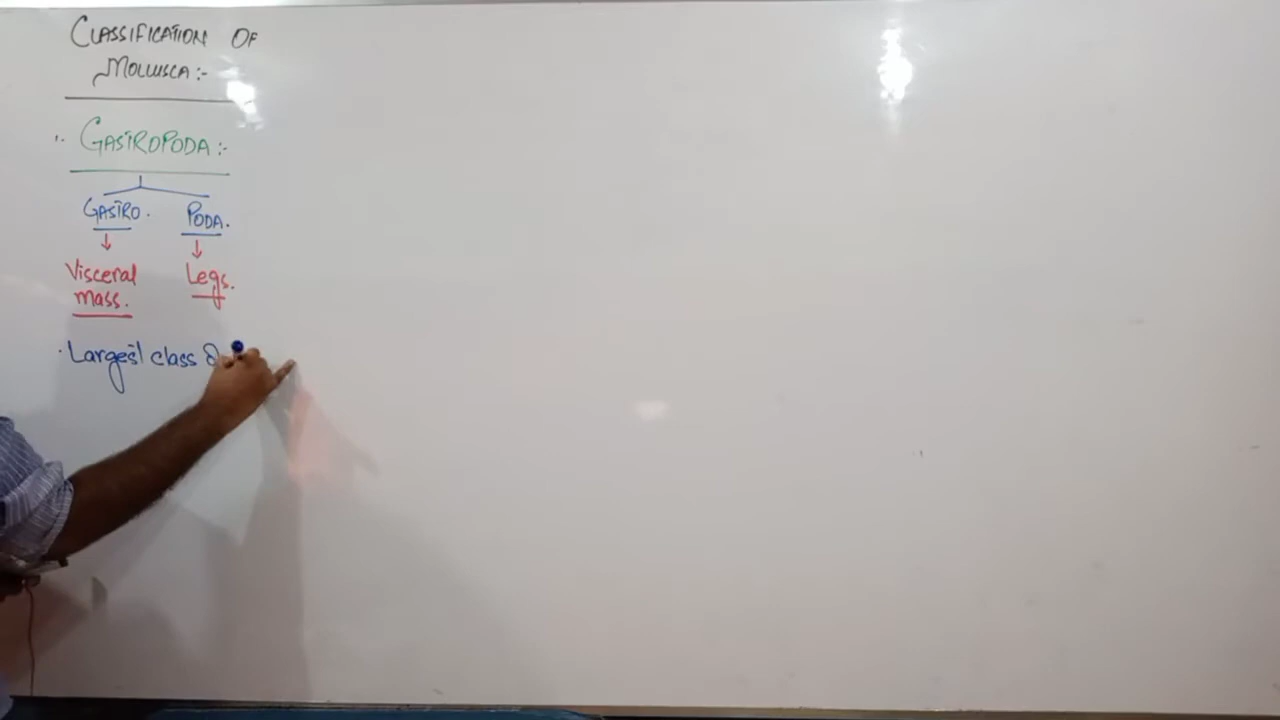 CLASSIFICATION OF
MOLLUSCA:-
1. GASTROPODA:-
GASTRO. PODA.
Visceral Legs.
mass.
. Largest class